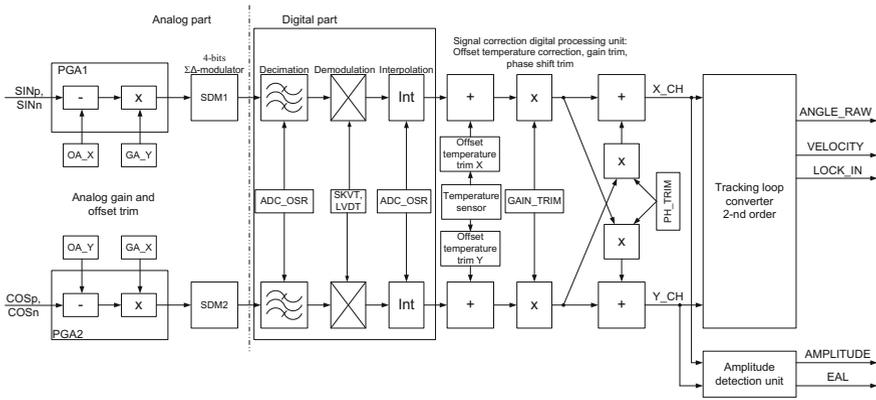 Analog part
Digital part
Signal correction digital processing unit:
Offset temperature correction, gain trim,
phase shift trim
4-bits
ΣΔ-modulator
PGA1
Decimation
Demodulation
Interpolation
SINp,
SINn
-
x
SDM1
Int
+
x
+
X_CH
ANGLE_RAW
OA_X
GA_Y
Offset
temperature
trim X
x
VELOCITY
LOCK_IN
Analog gain and
offset trim
ADC_OSR
SKVT,
LVDT
ADC_OSR
Temperature
sensor
GAIN_TRIM
PH_TRIM
Tracking loop
converter
2-nd order
OA_Y
GA_X
Offset
temperature
trim Y
x
COSp,
COSn
-
x
SDM2
Int
+
x
+
Y_CH
PGA2
Amplitude
detection unit
AMPLITUDE
EAL